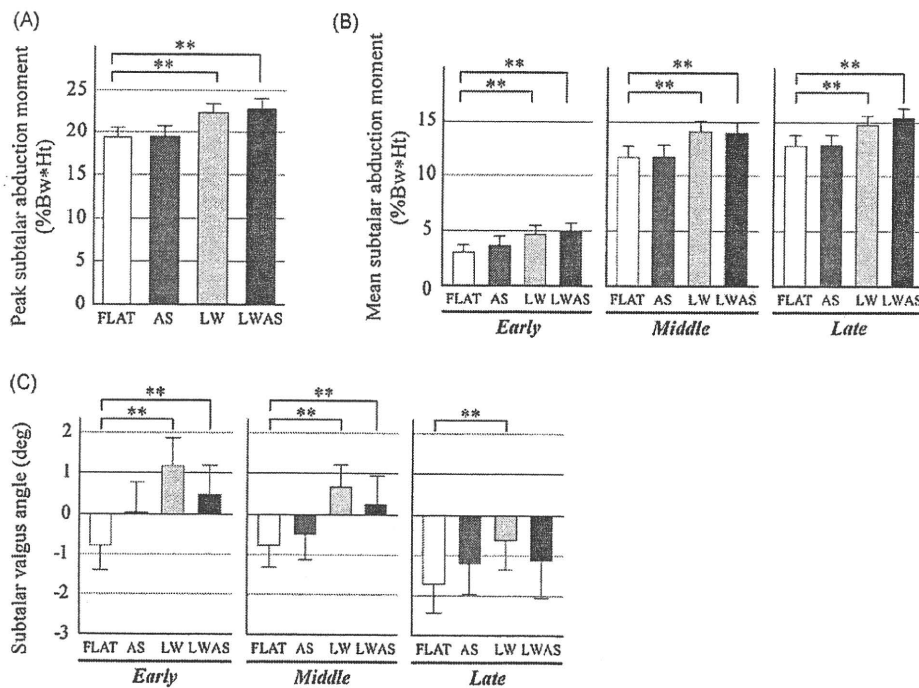 (A)
Peak subtalar abduction moment
(%Bw*Ht)
25
20
15
10
5
0
**
**
FLAT AS LW LWAS
(B)
Mean subtalar abduction moment
(%Bw*Ht)
15
10
5
0
**
**
**
**
**
**
FLAT AS LW LWAS FLAT AS LW LWAS FLAT AS LW LWAS
Early Middle Late
(C)
Subtalar valgus angle (deg)
2
1
0
-1
-2
-3
**
**
**
**
**
FLAT AS LW LWAS FLAT AS LW LWAS FLAT AS LW LWAS
Early Middle Late